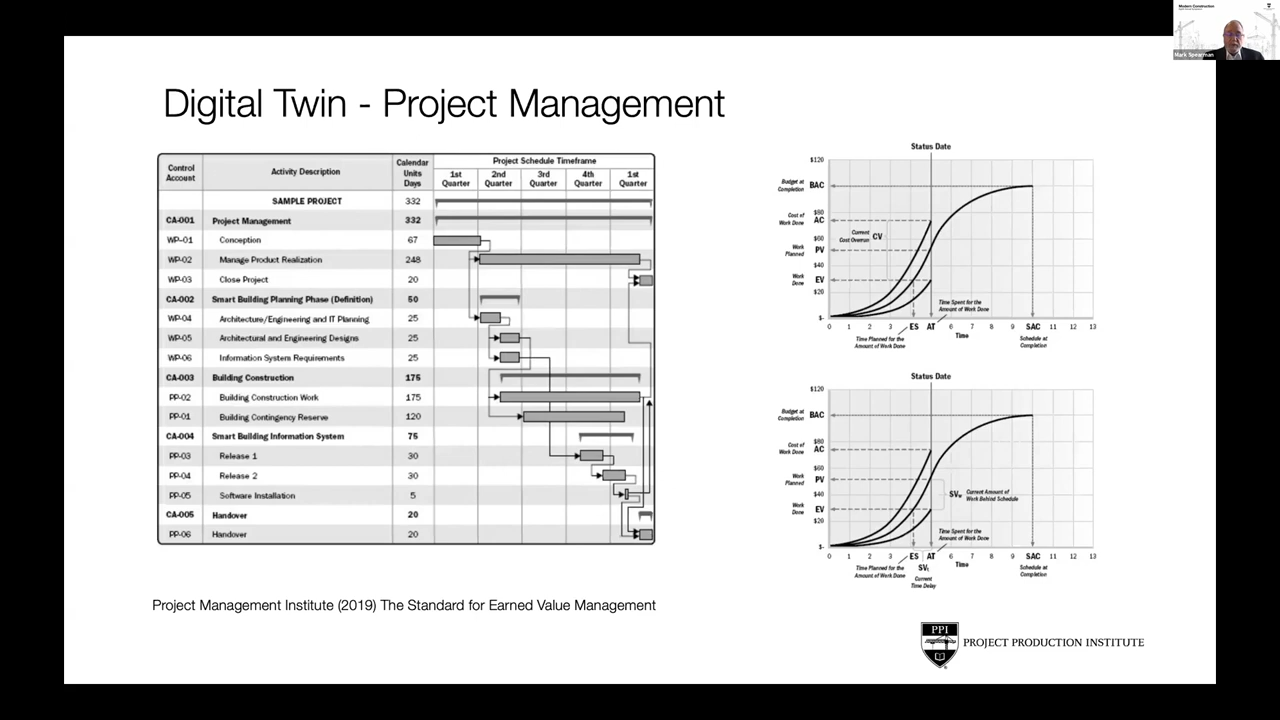 Modern Construction
Mark Spearman
Digital Twin - Project Management
Control Account
Activity Description
Calendar Units Days
Project Schedule Timeframe
1st Quarter
2nd Quarter
3rd Quarter
4th Quarter
1st Quarter
SAMPLE PROJECT 332
CA-001 Project Management 332
WP-01 Conception 67
WP-02 Manage Product Realization 248
WP-03 Close Project 20
CA-002 Smart Building Planning Phase (Definition) 50
WP-04 Architecture/Engineering and IT Planning 25
WP-05 Architectural and Engineering Designs 25
WP-06 Information System Requirements 25
CA-003 Building Construction 175
PP-02 Building Construction Work 175
PP-01 Building Contingency Reserve 120
CA-004 Smart Building Information System 75
PP-03 Release 1 30
PP-04 Release 2 30
PP-05 Software Installation 5
CA-005 Handover 20
PP-06 Handover 20
Project Management Institute (2019) The Standard for Earned Value Management
Status Date
$120
Budget at Completion BAC
$80
Cost of Work Done AC
Current Cost Overrun CV
$60
Work Planned PV
$40
Work Done EV
$20
Time Spent for the Amount of Work Done
$-
0 1 2 3 ES AT 6 7 8 9 SAC 11 12 13
Time
Time Planned for the Amount of Work Done
Schedule at Completion
Status Date
$120
Budget at Completion BAC
$80
Cost of Work Done AC
$60
Work Planned PV
SVw Current Amount of Work Behind Schedule
$40
Work Done EV
$20
Time Spent for the Amount of Work Done
$-
0 1 2 3 ES AT 6 7 8 9 SAC 11 12 13
Time
Time Planned for the Amount of Work Done
SVt
Current Time Delay
Schedule at Completion
PPI
PROJECT PRODUCTION INSTITUTE